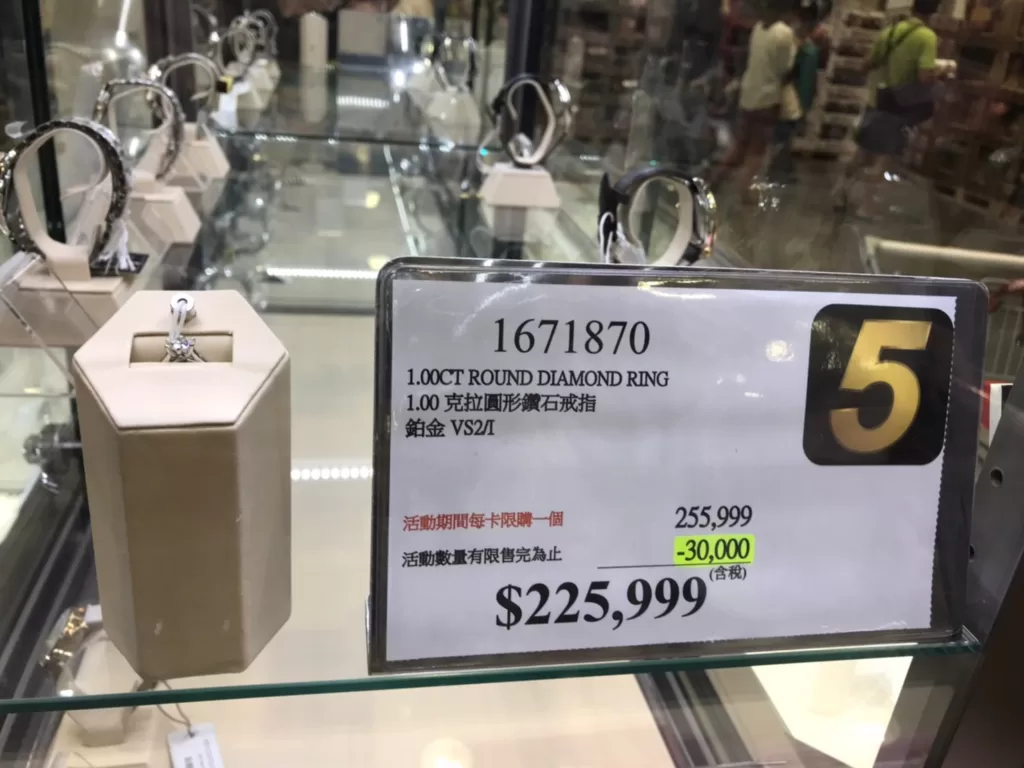 1671870
5
1.00CT ROUND DIAMOND RING
1.00 克拉圓形鑽石戒指
鉑金 VS2/I
活動期間每卡限購一個 255,999
活動數量有限售完為止 -30,000
(含稅)
$225,999